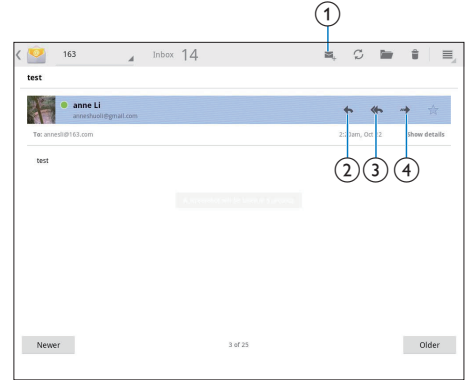 1
163 Inbox 14
test
anne Li
anneshuoli@gmail.com
To: annesli@163.com Show details
2 3 4
test
Newer 3 of 25 Older